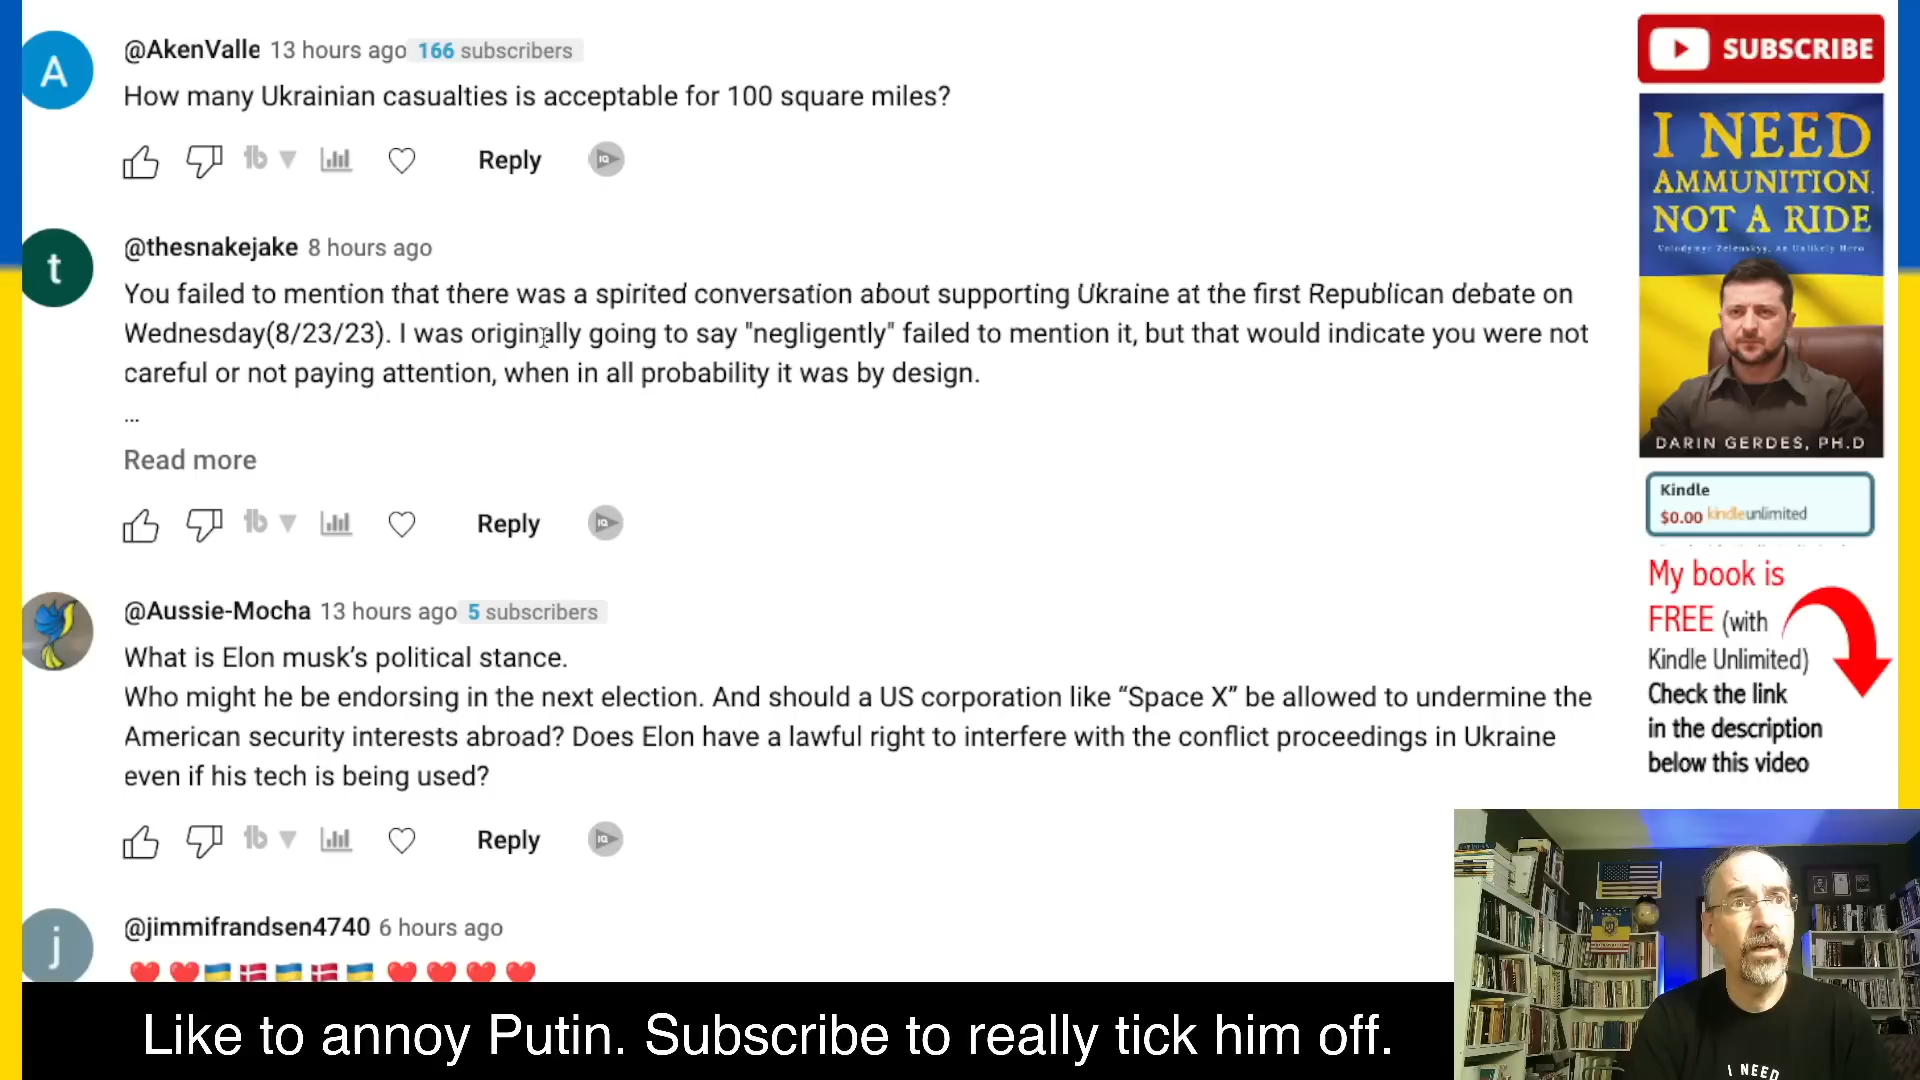 A
@AkenValle 13 hours ago 166 subscribers
How many Ukrainian casualties is acceptable for 100 square miles?
Reply
t
@thesnakejake 8 hours ago
You failed to mention that there was a spirited conversation about supporting Ukraine at the first Republican debate on
Wednesday(8/23/23). I was originally going to say "negligently" failed to mention it, but that would indicate you were not
careful or not paying attention, when in all probability it was by design.
...
Read more
Reply
@Aussie-Mocha 13 hours ago 5 subscribers
What is Elon musk’s political stance.
Who might he be endorsing in the next election. And should a US corporation like “Space X” be allowed to undermine the
American security interests abroad? Does Elon have a lawful right to interfere with the conflict proceedings in Ukraine
even if his tech is being used?
Reply
j
@jimmifrandsen4740 6 hours ago
SUBSCRIBE
I NEED
AMMUNITION,
NOT A RIDE
Volodymyr Zelenskyy, An Unlikely Hero
DARIN GERDES, PH.D
Kindle
$0.00 kindleunlimited
My book is
FREE (with
Kindle Unlimited)
Check the link
in the description
below this video
I NEED
Like to annoy Putin. Subscribe to really tick him off.